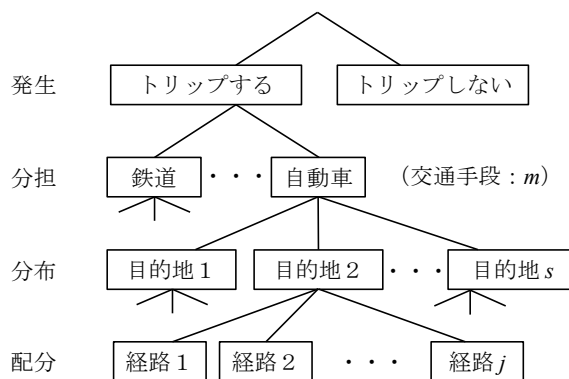 発生 トリップする トリップしない
分担 鉄道 ・・・ 自動車 (交通手段：m)
分布 目的地1 目的地2 ・・・ 目的地s
配分 経路1 経路2 ・・・ 経路j